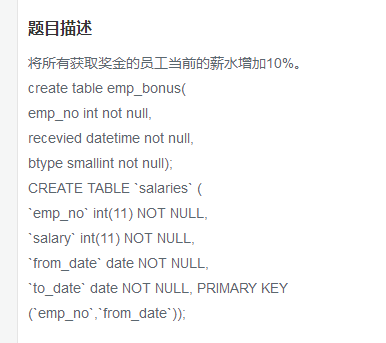 题目描述
将所有获取奖金的员工当前的薪水增加10%。
create table emp_bonus(
emp_no int not null,
recevied datetime not null,
btype smallint not null);
CREATE TABLE `salaries` (
`emp_no` int(11) NOT NULL,
`salary` int(11) NOT NULL,
`from_date` date NOT NULL,
`to_date` date NOT NULL, PRIMARY KEY
(`emp_no`,`from_date`));